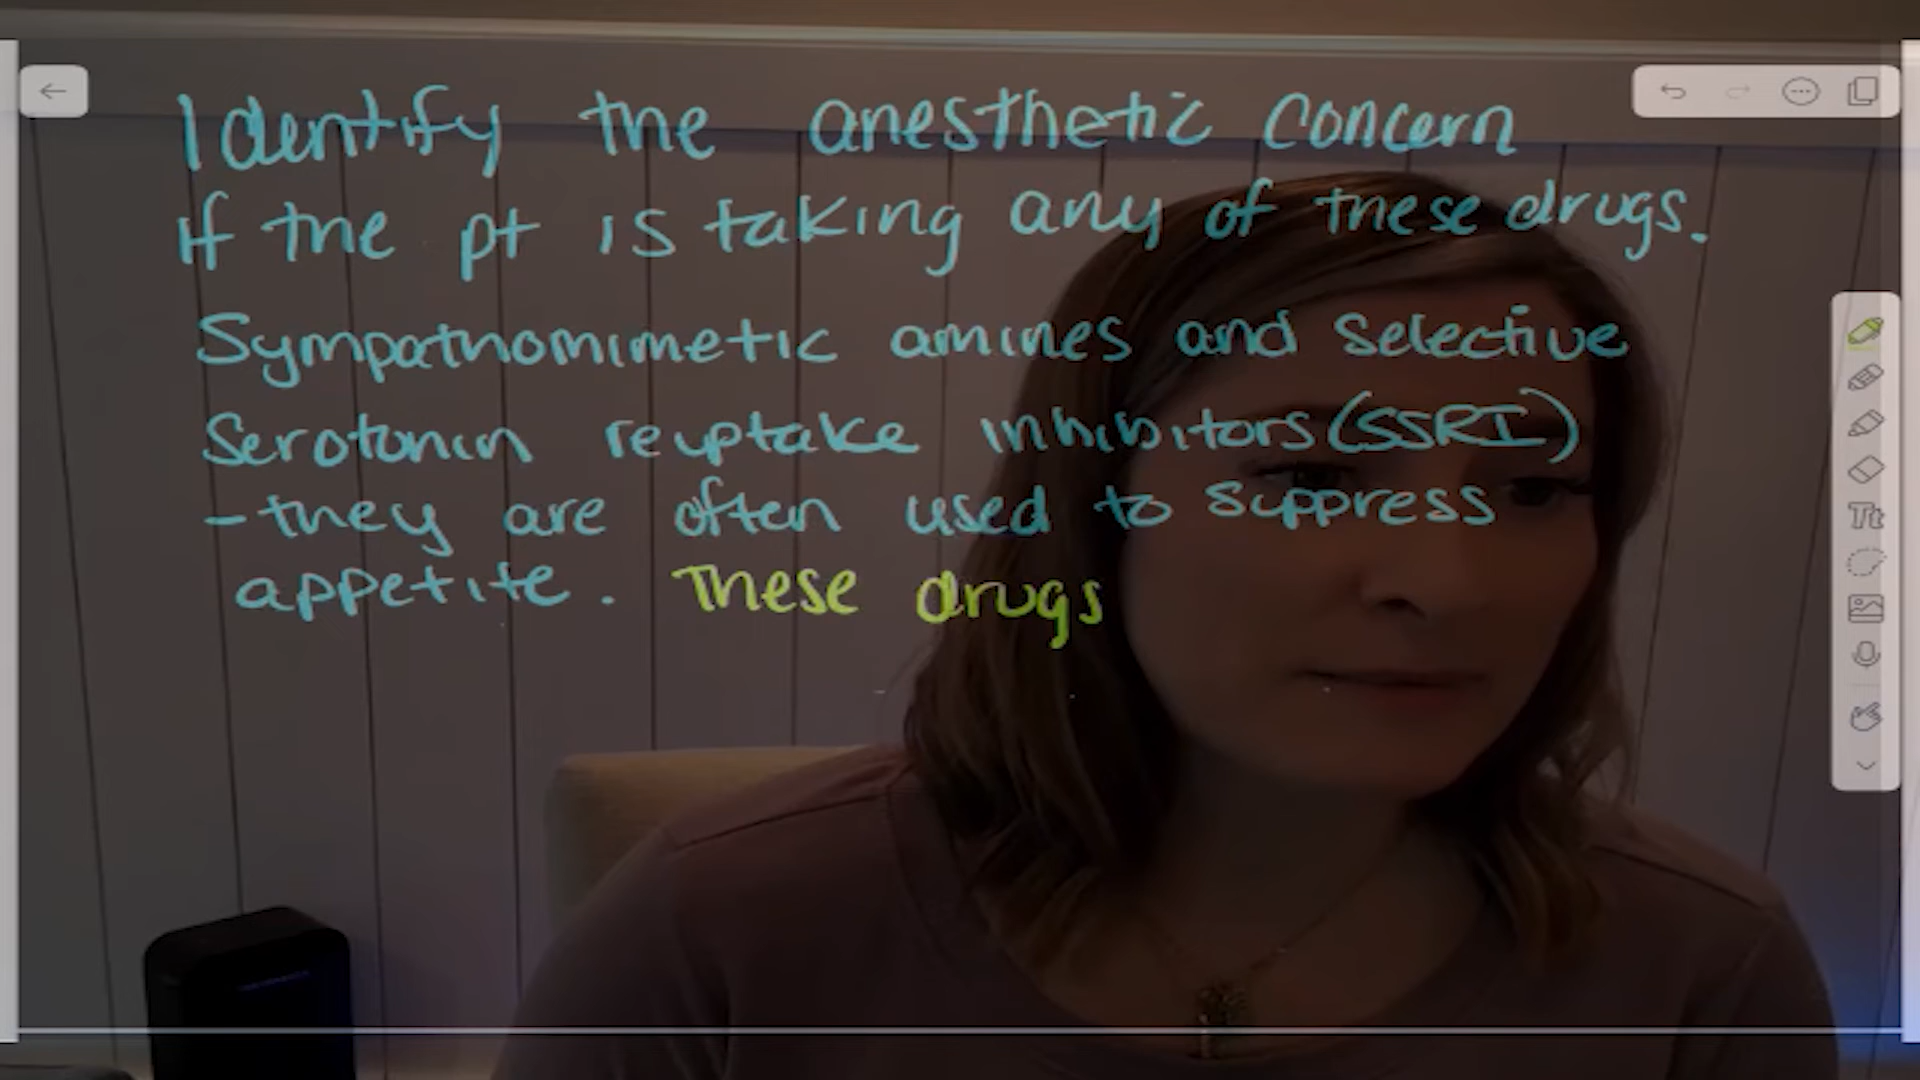 Identify the anesthetic concern
if the pt is taking any of these drugs.
Sympathomimetic amines and selective
Serotonin reuptake inhibitors (SSRI)
- they are often used to suppress
appetite. These drugs
Tt